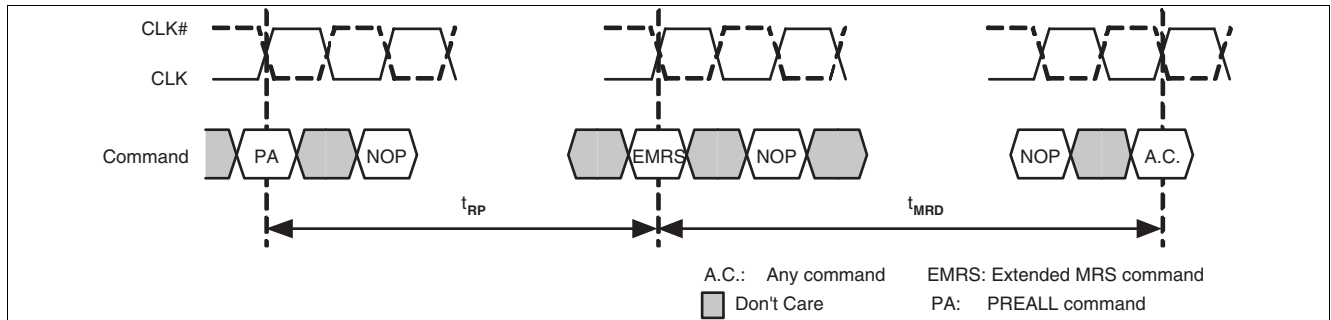 CLK#
CLK
Command PA NOP EMRS NOP NOP A.C.
tRP tMRD
A.C.: Any command EMRS: Extended MRS command
Don't Care PA: PREALL command